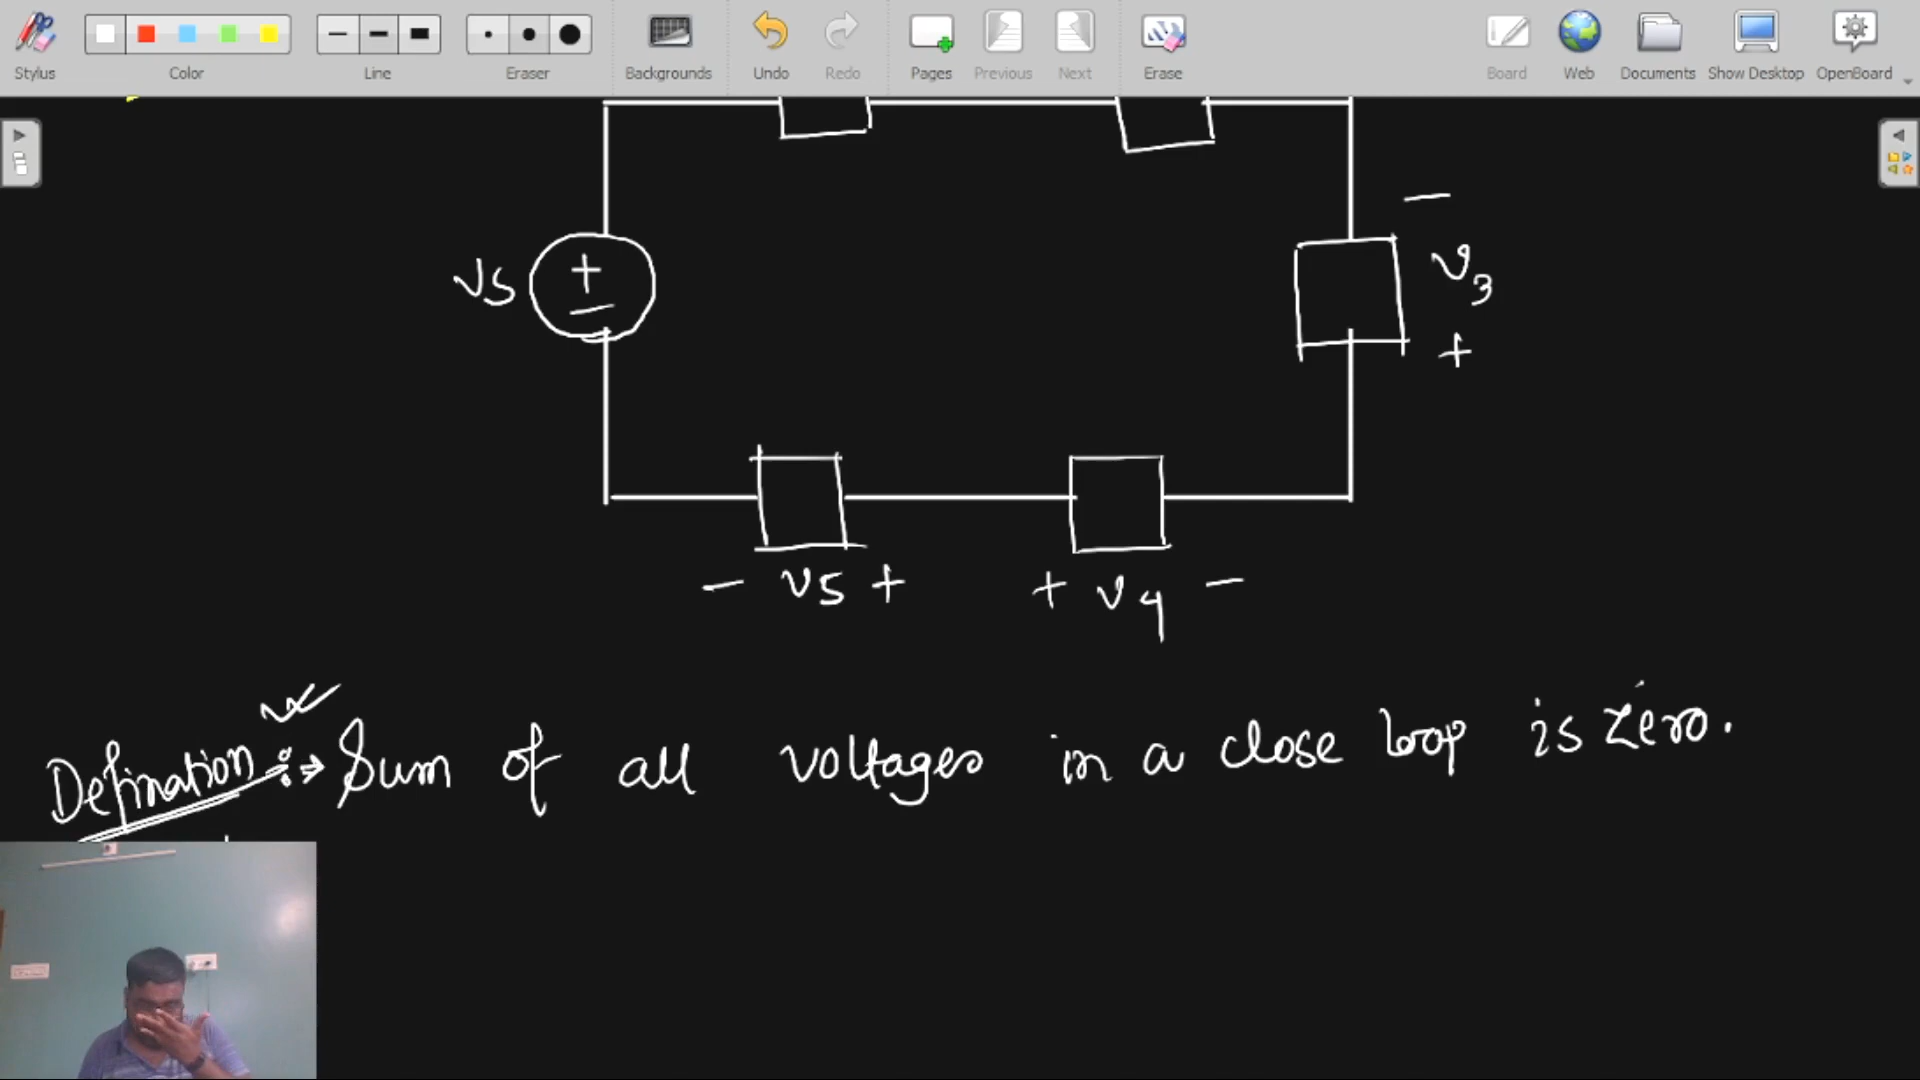 Stylus Color Line Eraser Backgrounds Undo Redo Pages Previous Next Erase Board Web Documents Show Desktop OpenBoard
−
VS + − v3
+
− v5 + + v4 −
Defination :→ Sum of all voltages in a close loop is zero.